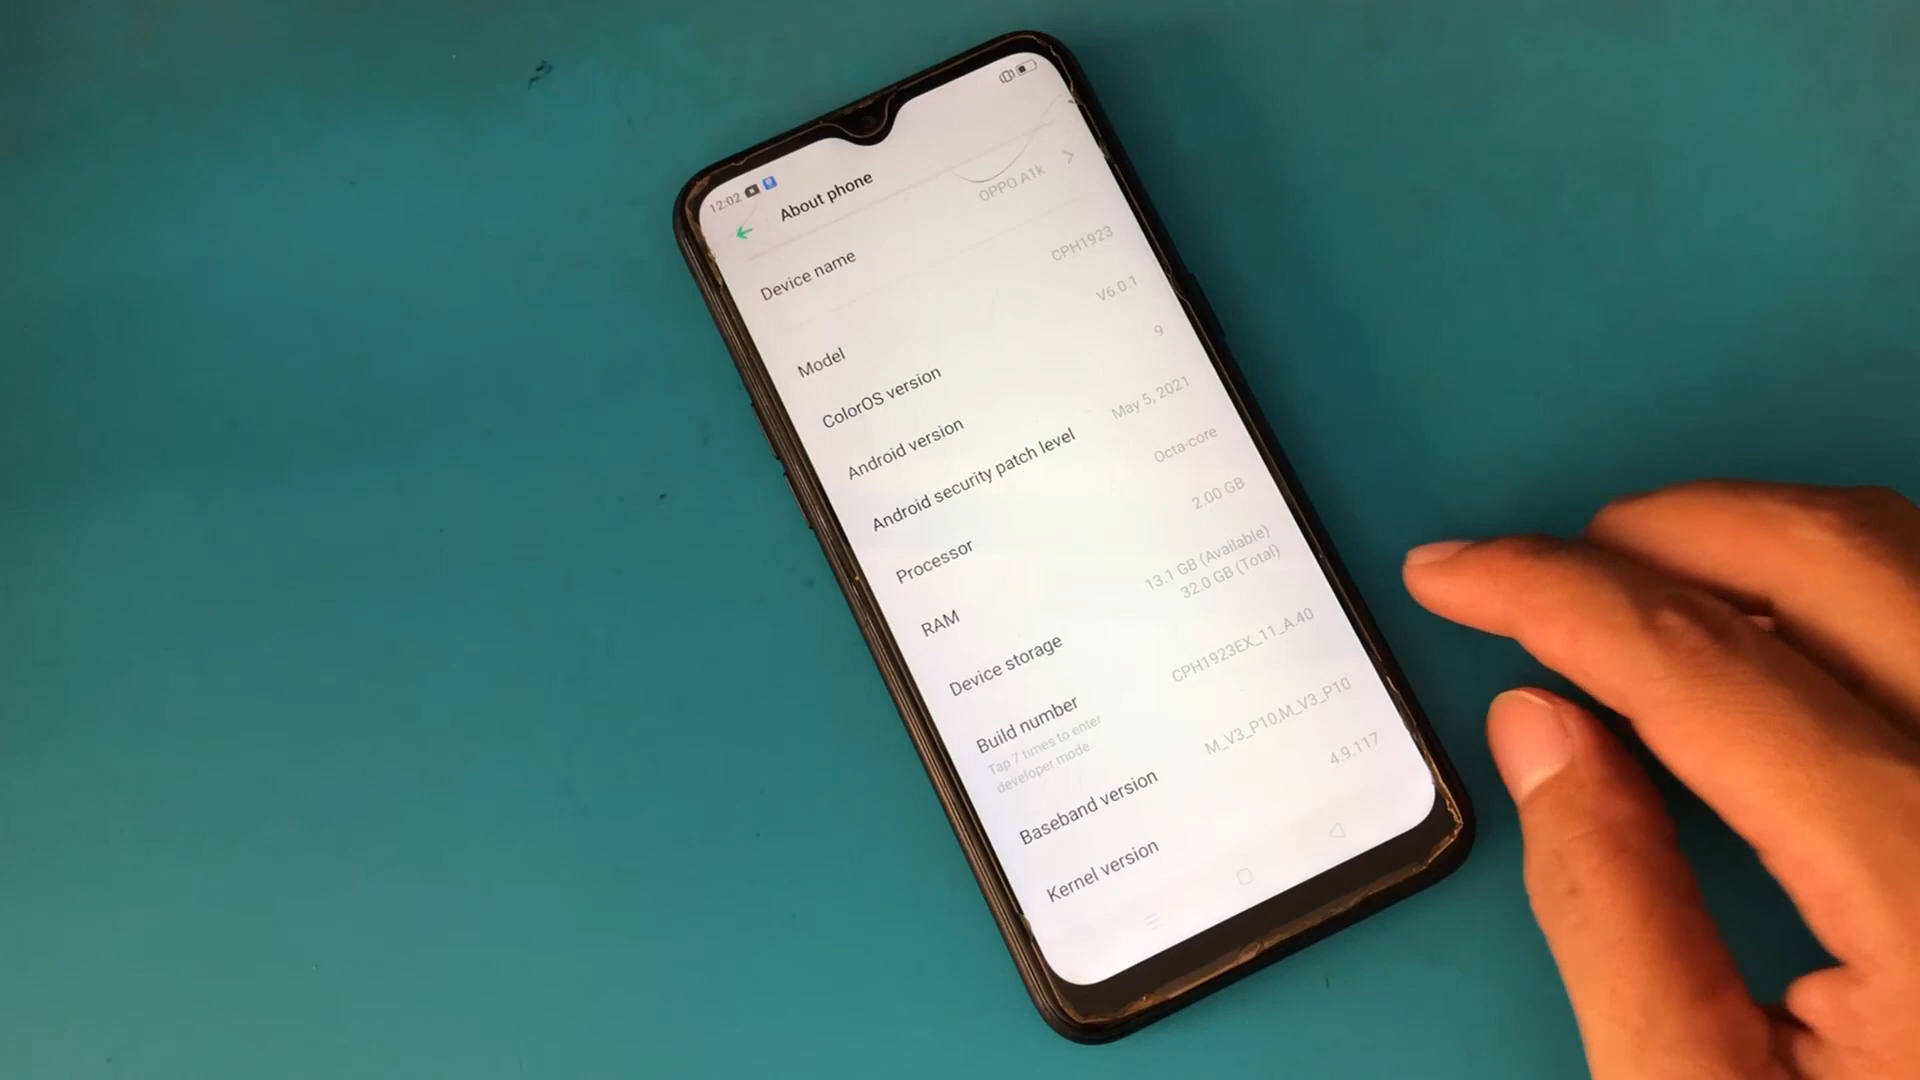 12:02
About phone
Device name OPPO A1k
Model CPH1923
ColorOS version V6.0.1
Android version 9
Android security patch level May 5, 2021
Processor Octa-core
RAM 2.00 GB
Device storage 13.1 GB (Available)
32.0 GB (Total)
Build number CPH1923EX_11_A.40
Tap 7 times to enter
developer mode
Baseband version M_V3_P10,M_V3_P10
Kernel version 4.9.117